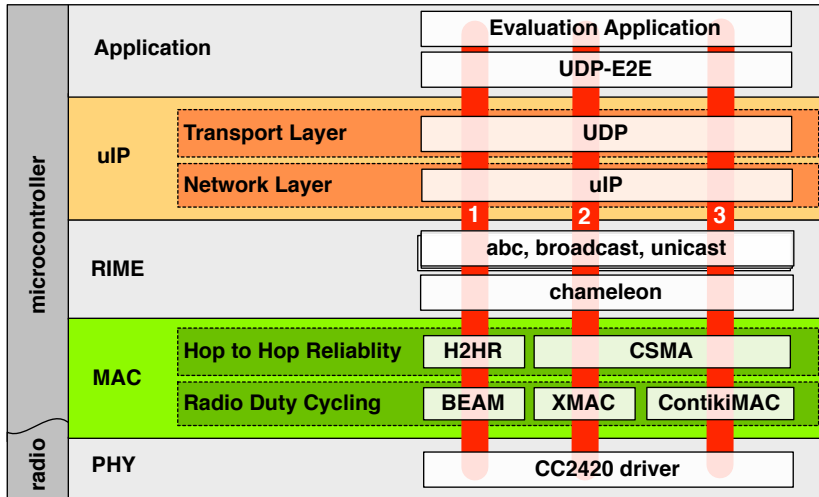 microcontroller
radio
Application
Evaluation Application
UDP-E2E
uIP
Transport Layer
UDP
Network Layer
uIP
1 2 3
RIME
abc, broadcast, unicast
chameleon
MAC
Hop to Hop Reliablity
H2HR
CSMA
Radio Duty Cycling
BEAM
XMAC
ContikiMAC
PHY
CC2420 driver